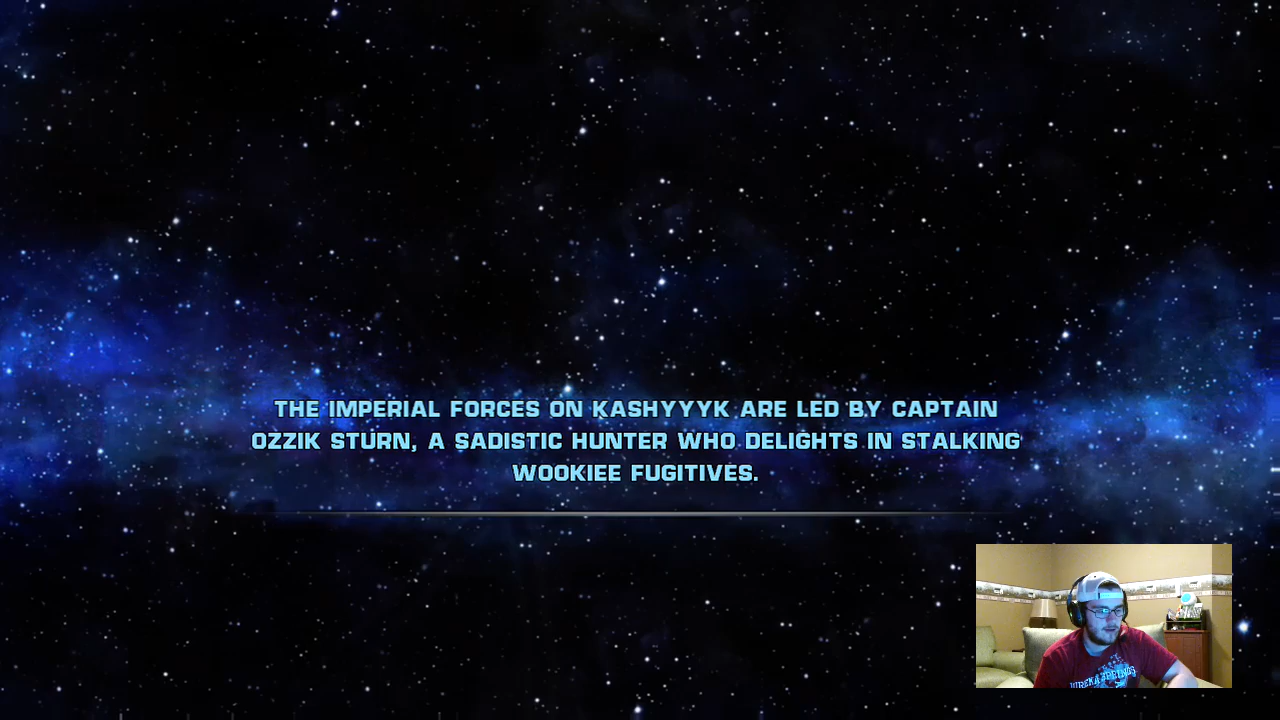 THE IMPERIAL FORCES ON KASHYYYK ARE LED BY CAPTAIN
OZZIK STURN, A SADISTIC HUNTER WHO DELIGHTS IN STALKING
WOOKIEE FUGITIVES.